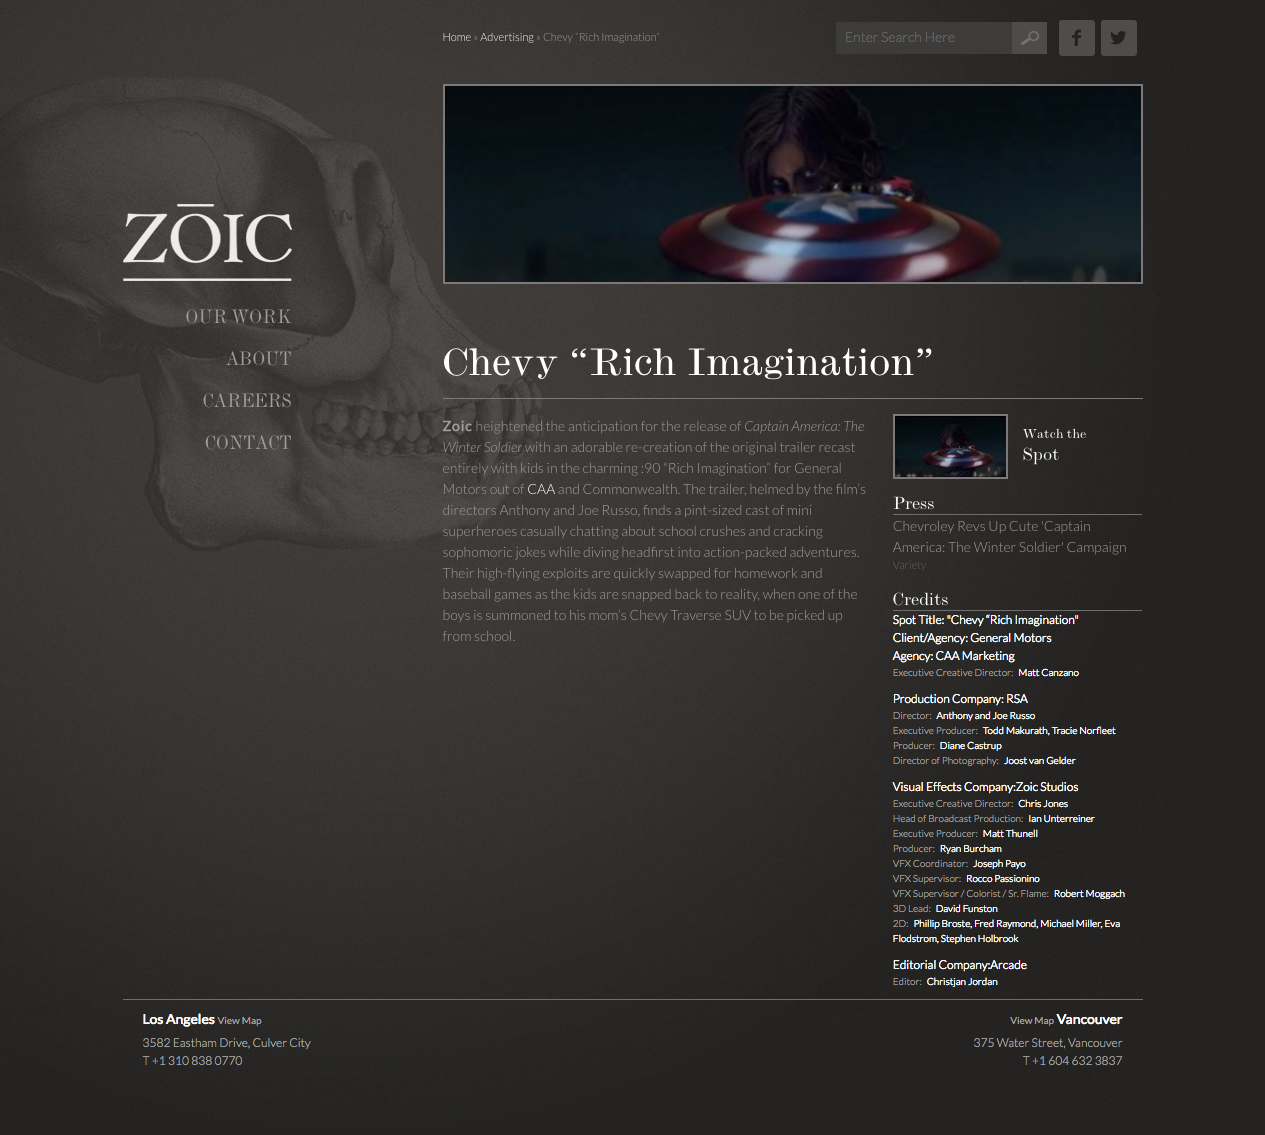 Home » Advertising » Chevy “Rich Imagination”
Enter Search Here
ZŌIC
OUR WORK
ABOUT
CAREERS
CONTACT
Chevy “Rich Imagination”
Zoic heightened the anticipation for the release of Captain America: The
Winter Soldier with an adorable re-creation of the original trailer recast
entirely with kids in the charming :90 “Rich Imagination” for General
Motors out of CAA and Commonwealth. The trailer, helmed by the film’s
directors Anthony and Joe Russo, finds a pint-sized cast of mini
superheroes casually chatting about school crushes and cracking
sophomoric jokes while diving headfirst into action-packed adventures.
Their high-flying exploits are quickly swapped for homework and
baseball games as the kids are snapped back to reality, when one of the
boys is summoned to his mom’s Chevy Traverse SUV to be picked up
from school.
Watch the
Spot
Press
Chevroley Revs Up Cute 'Captain
America: The Winter Soldier' Campaign
Variety
Credits
Spot Title: "Chevy “Rich Imagination"
Client/Agency: General Motors
Agency: CAA Marketing
Executive Creative Director: Matt Canzano
Production Company: RSA
Director: Anthony and Joe Russo
Executive Producer: Todd Makurath, Tracie Norfleet
Producer: Diane Castrup
Director of Photography: Joost van Gelder
Visual Effects Company:Zoic Studios
Executive Creative Director: Chris Jones
Head of Broadcast Production: Ian Unterreiner
Executive Producer: Matt Thunell
Producer: Ryan Burcham
VFX Coordinator: Joseph Payo
VFX Supervisor: Rocco Passionino
VFX Supervisor / Colorist / Sr. Flame: Robert Moggach
3D Lead: David Funston
2D: Phillip Broste, Fred Raymond, Michael Miller, Eva
Flodstrom, Stephen Holbrook
Editorial Company:Arcade
Editor: Christjan Jordan
Los Angeles View Map
3582 Eastham Drive, Culver City
T +1 310 838 0770
View Map Vancouver
375 Water Street, Vancouver
T +1 604 632 3837